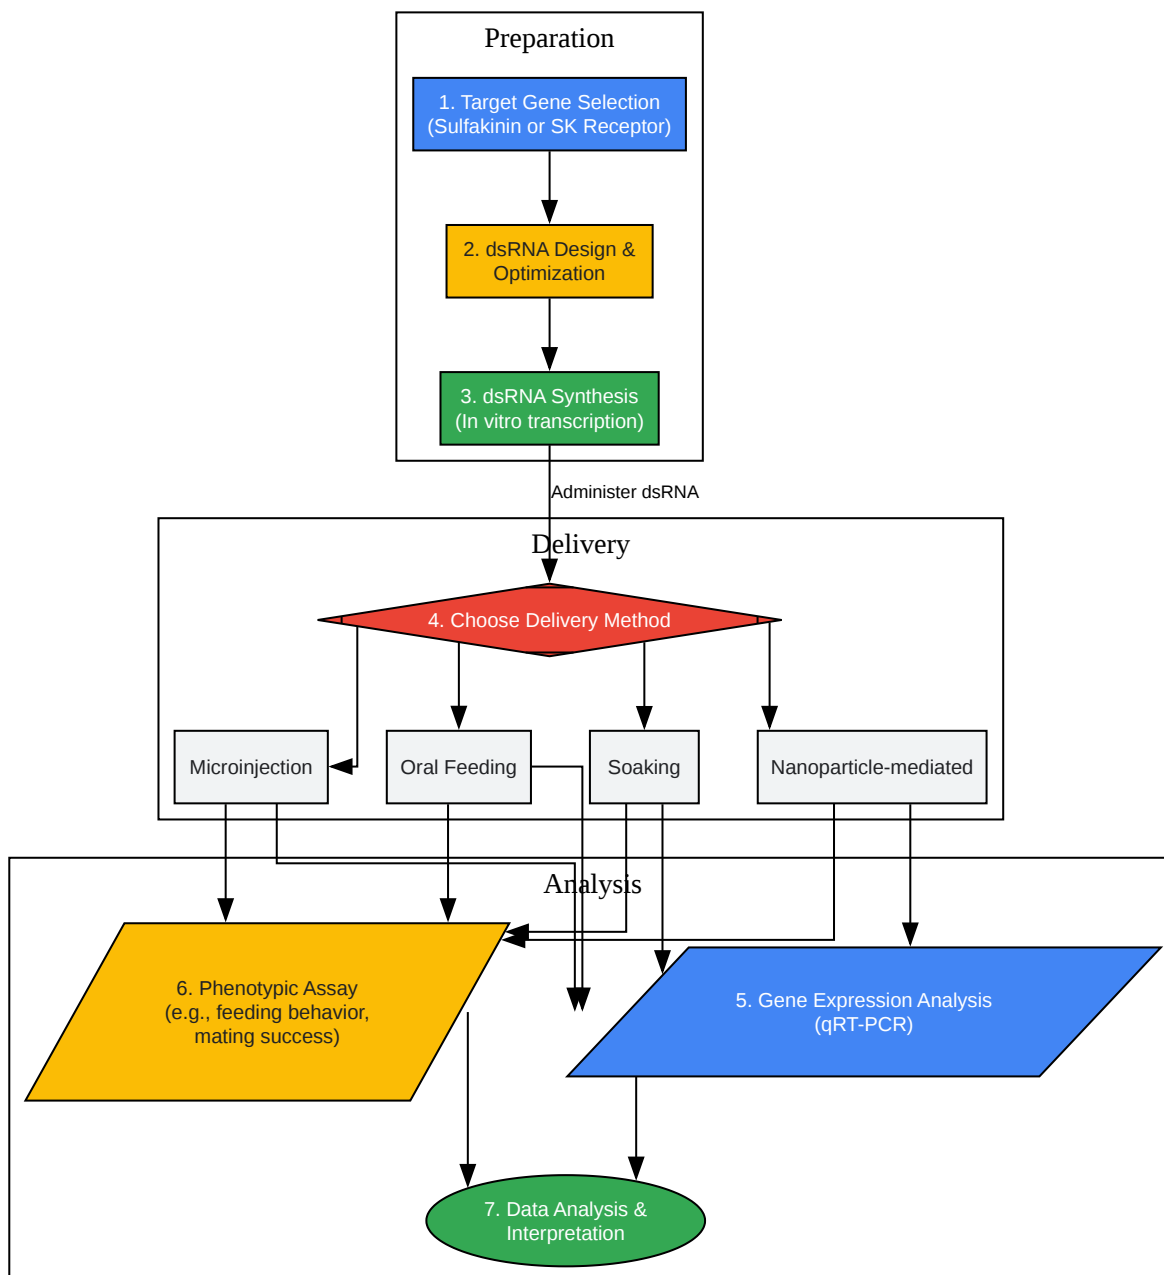 Preparation
1. Target Gene Selection
(Sulfakinin or SK Receptor)
2. dsRNA Design &
Optimization
3. dsRNA Synthesis
(In vitro transcription)
Administer dsRNA
Delivery
4. Choose Delivery Method
Microinjection
Oral Feeding
Soaking
Nanoparticle-mediated
Analysis
6. Phenotypic Assay
(e.g., feeding behavior,
mating success)
5. Gene Expression Analysis
(qRT-PCR)
7. Data Analysis &
Interpretation